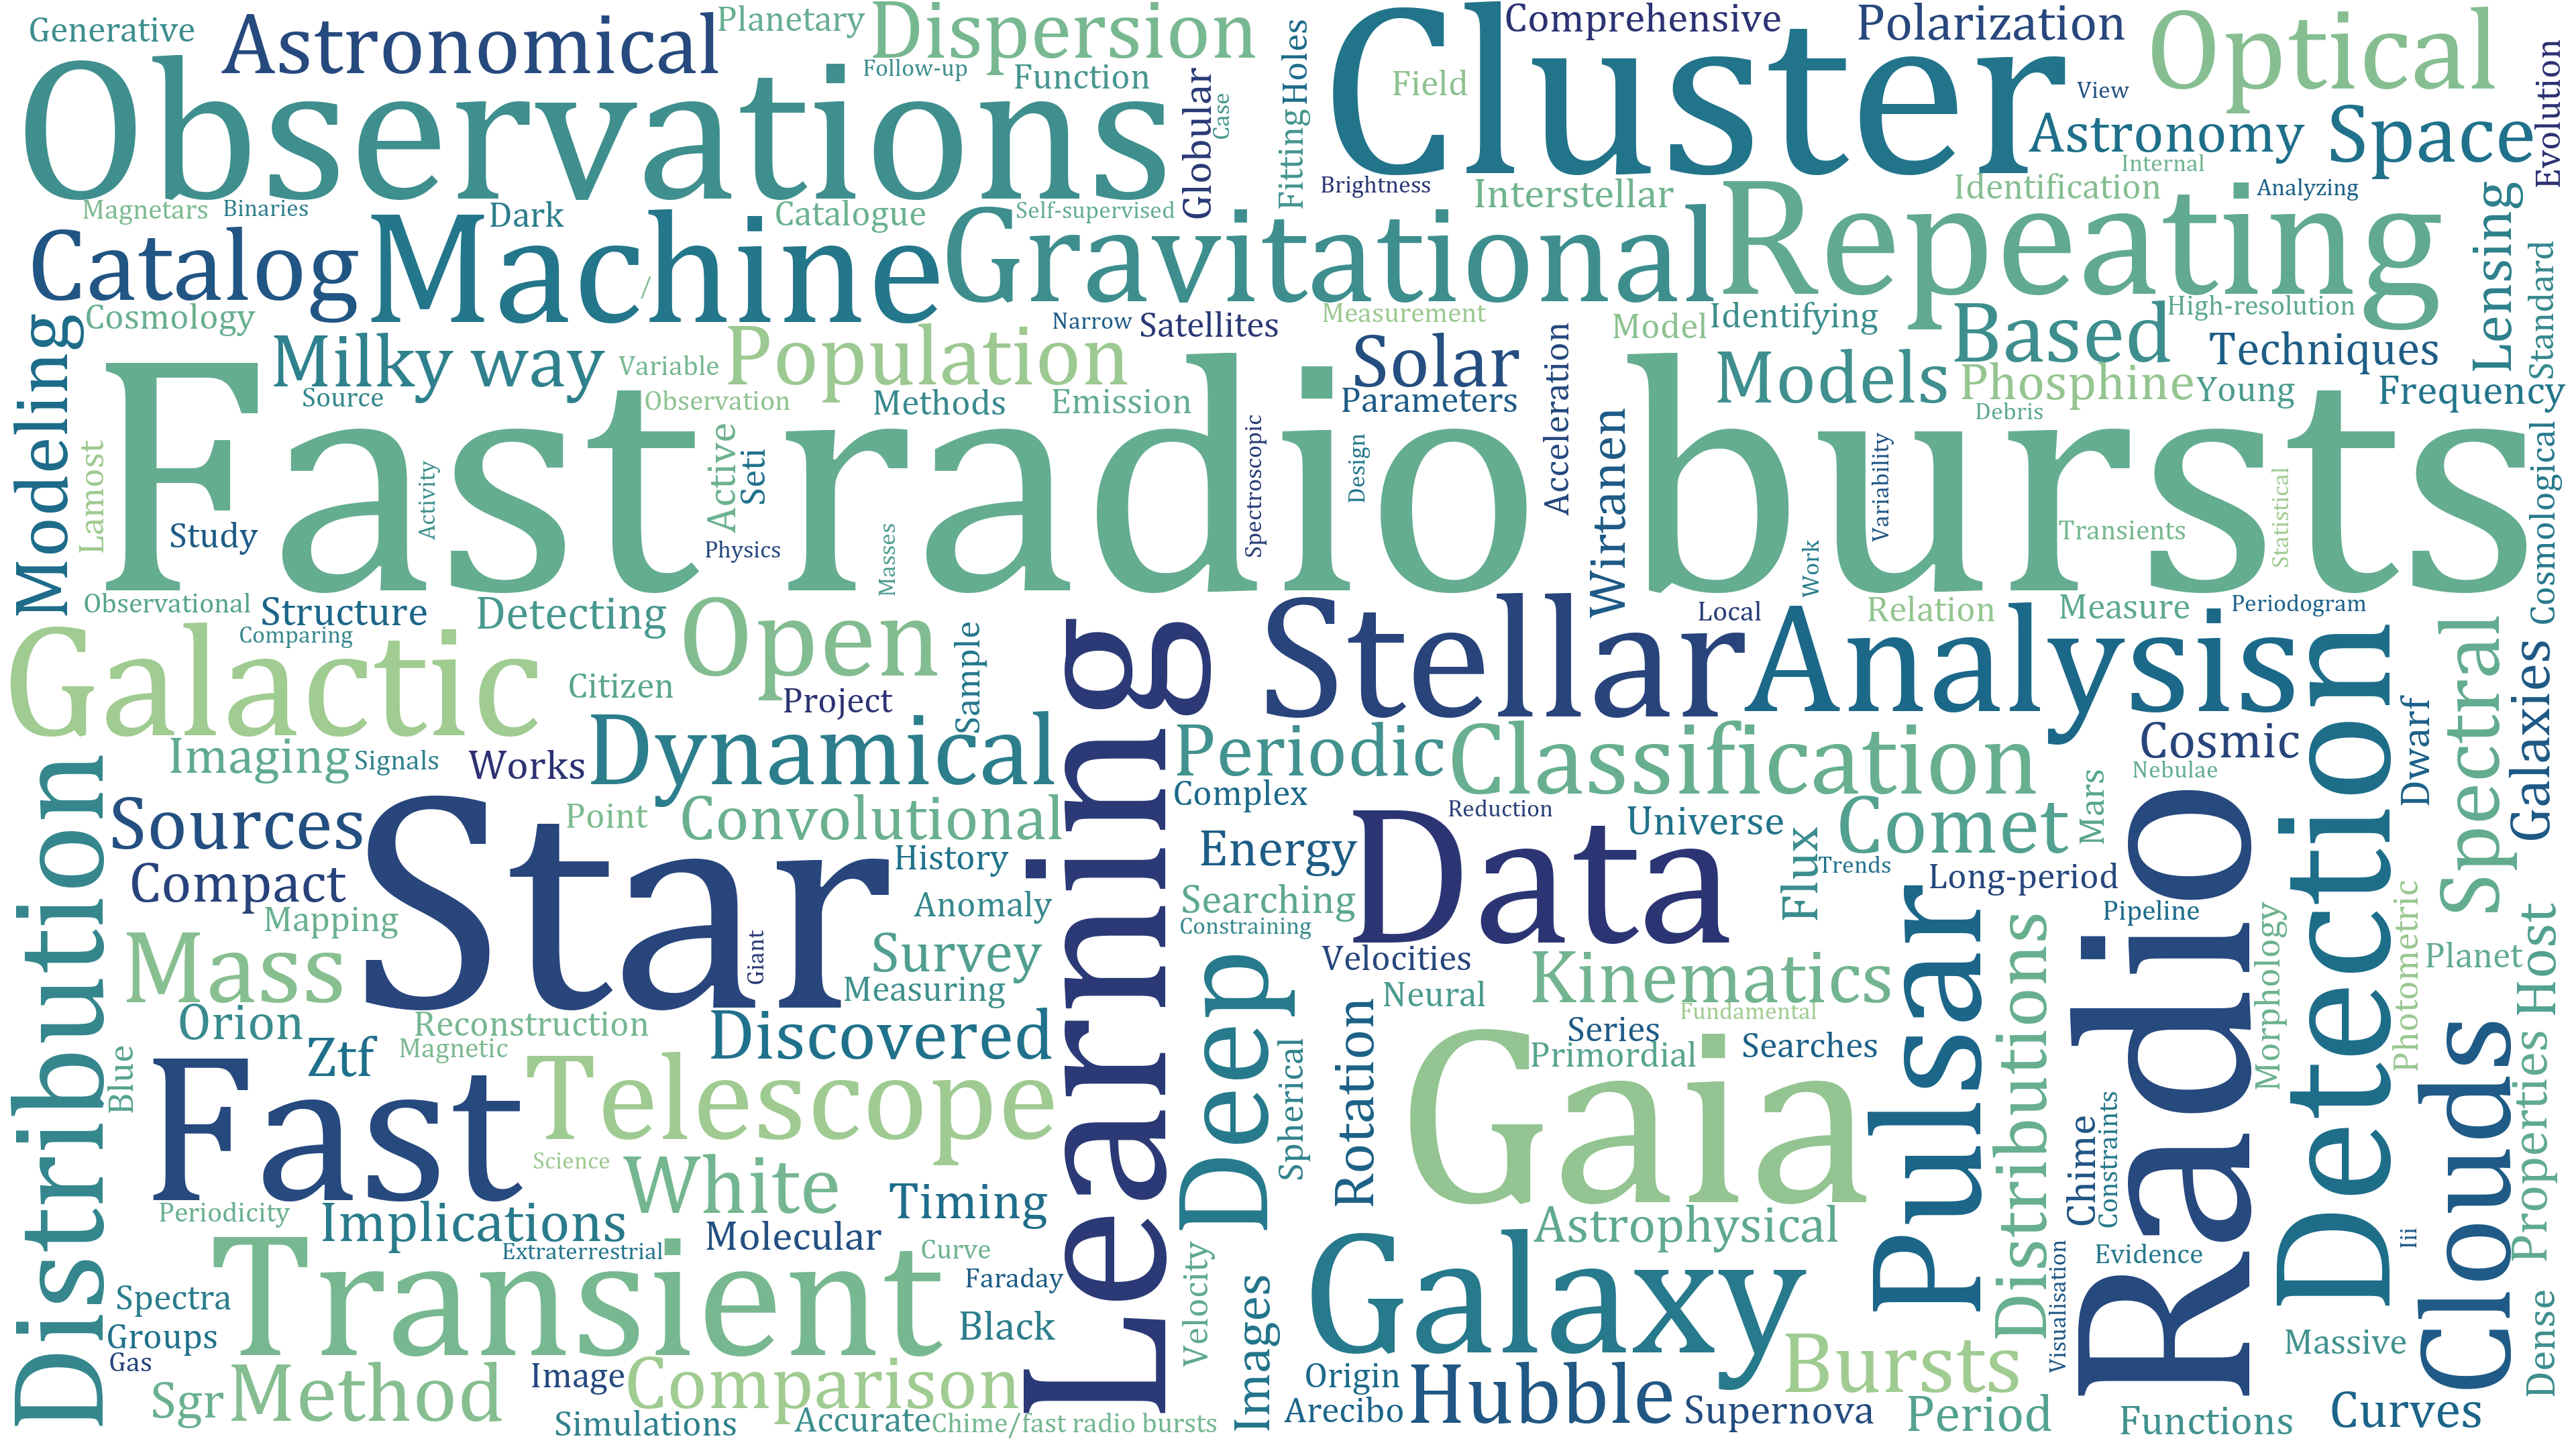 Generative
Astronomical
Planetary
Dispersion
Comprehensive
Polarization
Optical
Observations
Follow-up
Function
Globular
Case
Fitting
Holes
Cluster
Field
View
Astronomy
Space
Evolution
Internal
Magnetars
Binaries
Dark
Catalogue
Self-supervised
Brightness
Interstellar
Identification
Analyzing
Catalog
Machine
/
Gravitational
Repeating
Lensing
Standard
Cosmology
Narrow
Satellites
Measurement
Model
Identifying
High-resolution
Modeling
Milky way
Variable
Population
Solar
Models
Based
Techniques
Source
Observation
Methods
Emission
Parameters
Acceleration
Phosphine
Young
Frequency
Debris
Fast radio bursts
Lamost
Study
Activity
Active
Seti
Physics
Masses
Spectroscopic
Design
Wirtanen
Variability
Work
Transients
Statistical
Cosmological
Observational
Structure
Detecting
Open
Stellar
Local
Relation
Measure
Periodogram
Analysis
Galactic
Comparing
Citizen
Project
Sample
Learning
Detection
Spectral
Galaxies
Imaging
Signals
Works
Dynamical
Periodic
Classification
Cosmic
Dwarf
Nebulae
Distribution
Sources
Point
Convolutional
Complex
Reduction
Universe
Comet
Mars
Star
Compact
History
Energy
Data
Flux
Trends
Long-period
Radio
Mapping
Anomaly
Searching
Constraining
Pipeline
Photometric
Mass
Giant
Survey
Measuring
Deep
Velocities
Neural
Kinematics
Pulsar
Distributions
Morphology
Planet
Host
Orion
Reconstruction
Magnetic
Discovered
Rotation
Series
Fundamental
Primordial
Searches
Ztf
Blue
Fast
Telescope
Spherical
Gaia
Chime
Constraints
Clouds
Properties
Science
White
Periodicity
Implications
Molecular
Timing
Astrophysical
Evidence
Iii
Extraterrestrial
Curve
Transient
Faraday
Velocity
Galaxy
Visualisation
Spectra
Groups
Gas
Black
Images
Bursts
Massive
Dense
Sgr
Method
Image
Comparison
Origin
Hubble
Arecibo
Supernova
Period
Functions
Curves
Simulations
Accurate
Chime/fast radio bursts